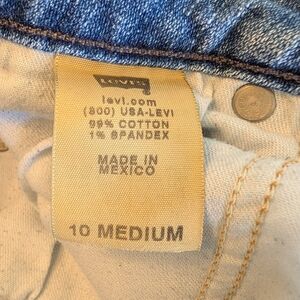 LEVI'S
levi.com
(800) USA-LEVI
99% COTTON
1% SPANDEX
MADE IN
MEXICO
10 MEDIUM